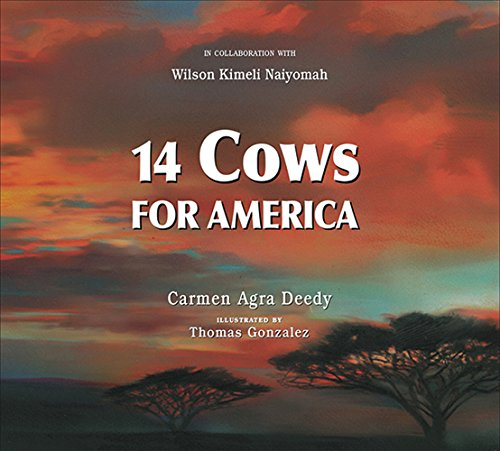 IN COLLABORATION WITH
Wilson Kimeli Naiyomah
14 COWS
FOR AMERICA
Carmen Agra Deedy
ILLUSTRATED BY
Thomas Gonzalez